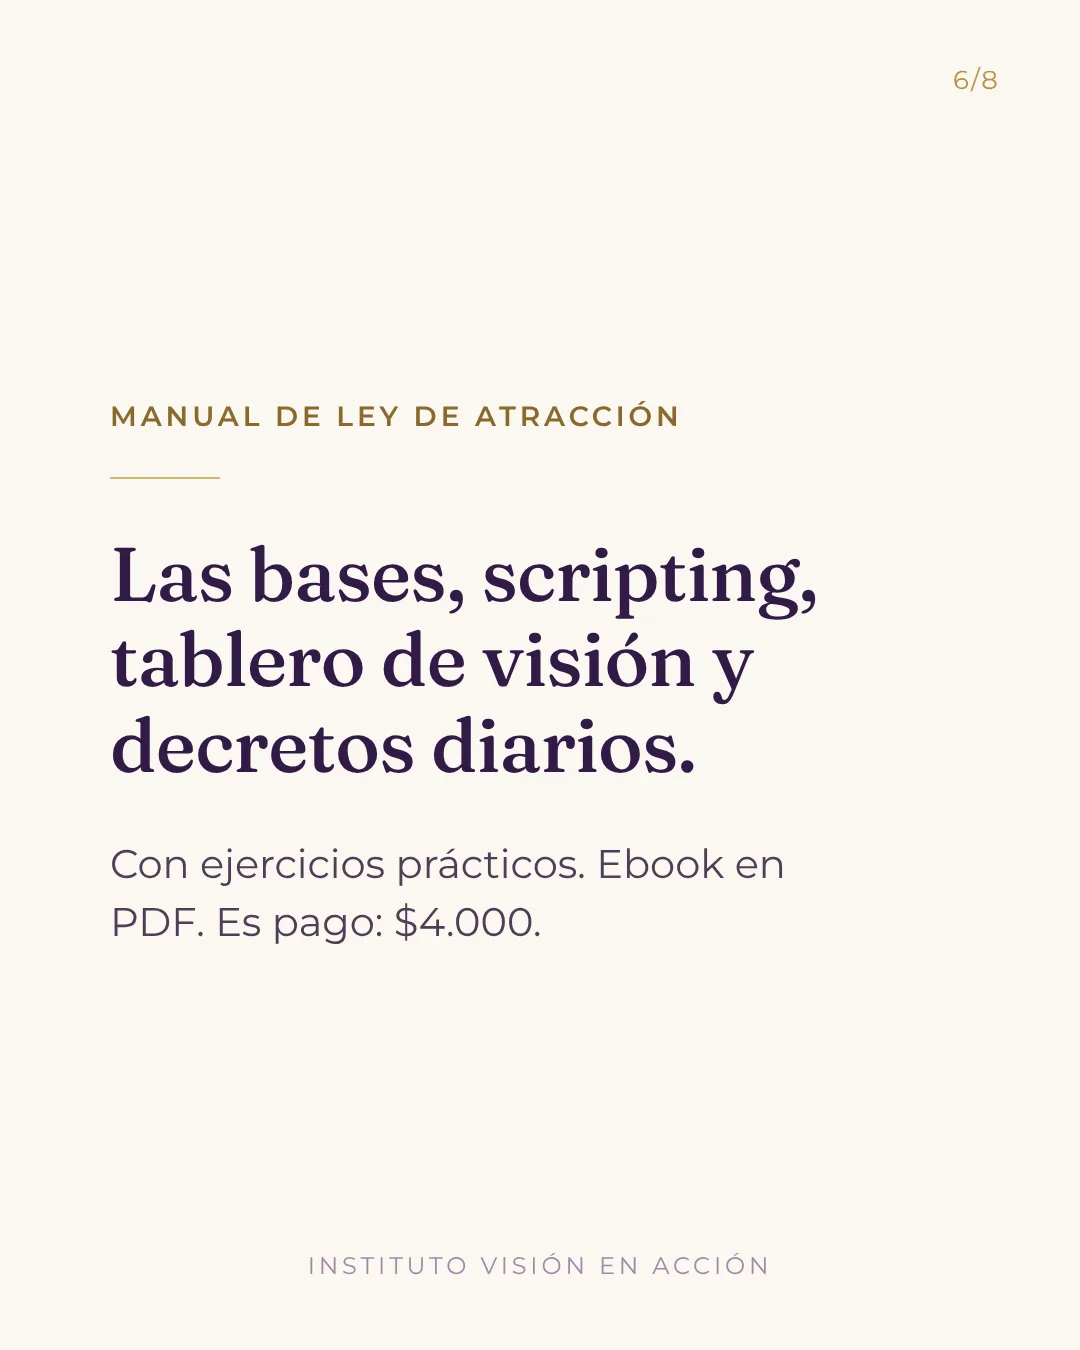 6/8
MANUAL DE LEY DE ATRACCIÓN
Las bases, scripting,
tablero de visión y
decretos diarios.
Con ejercicios prácticos. Ebook en
PDF. Es pago: $4.000.
INSTITUTO VISIÓN EN ACCIÓN